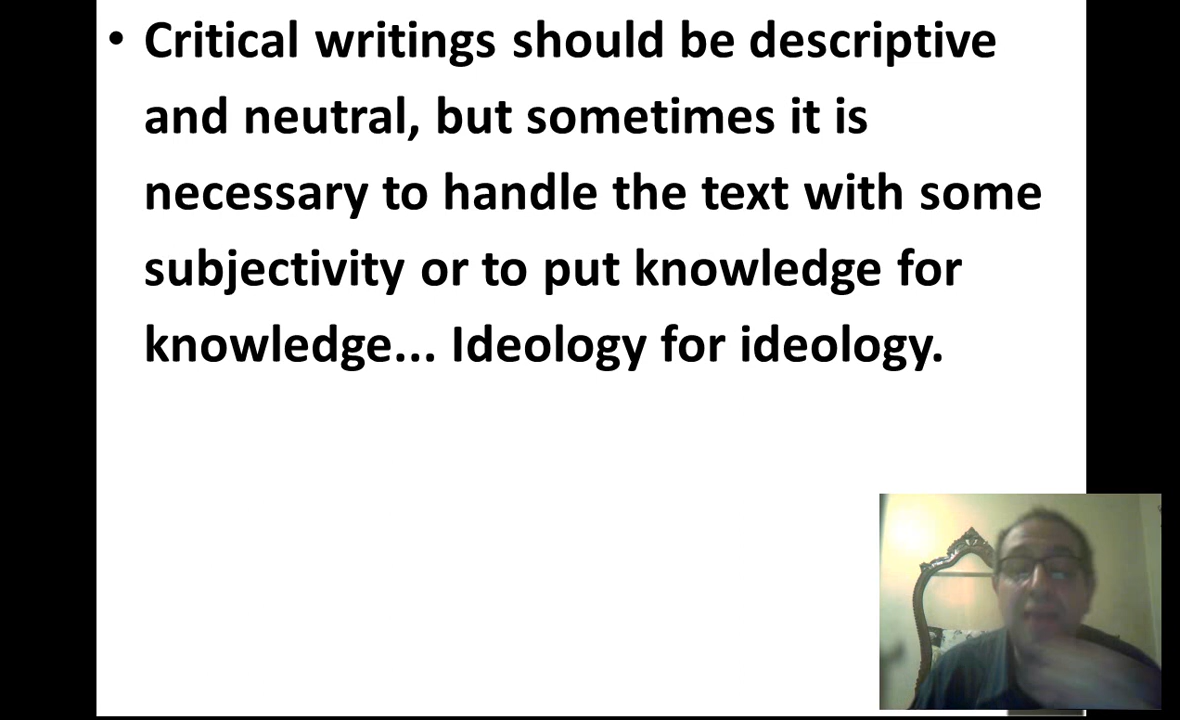 • Critical writings should be descriptive
and neutral, but sometimes it is
necessary to handle the text with some
subjectivity or to put knowledge for
knowledge... Ideology for ideology.